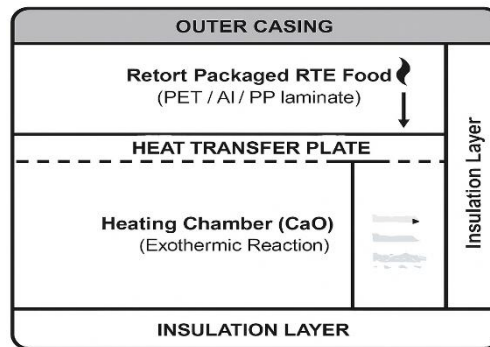 OUTER CASING
Retort Packaged RTE Food
(PET / Al / PP laminate)
HEAT TRANSFER PLATE
Heating Chamber (CaO)
(Exothermic Reaction)
Insulation Layer
INSULATION LAYER